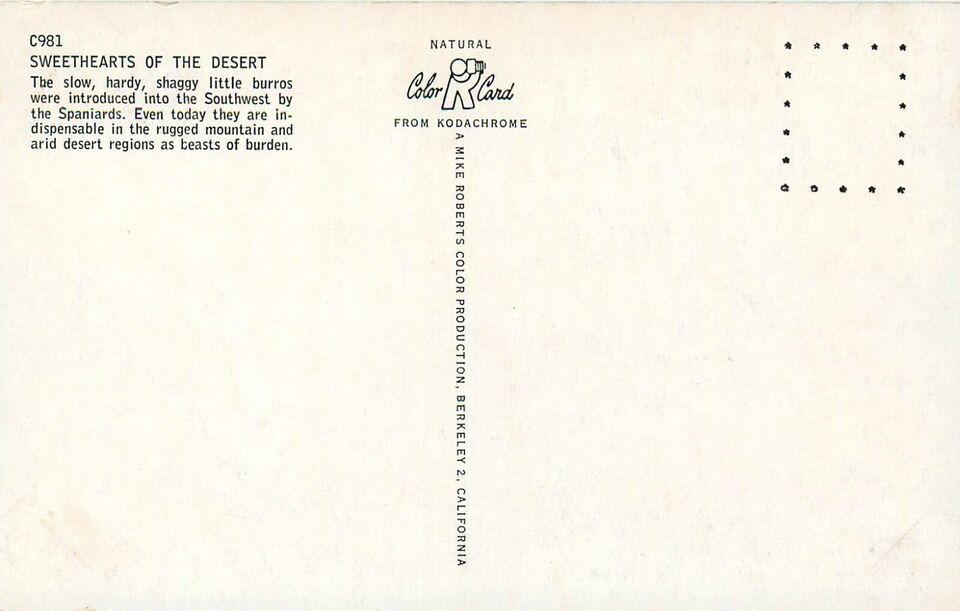 C981
SWEETHEARTS OF THE DESERT
The slow, hardy, shaggy little burros
were introduced into the Southwest by
the Spaniards. Even today they are in-
dispensable in the rugged mountain and
arid desert regions as beasts of burden.
NATURAL
Color Card
FROM KODACHROME
A MIKE ROBERTS COLOR PRODUCTION, BERKELEY 2, CALIFORNIA